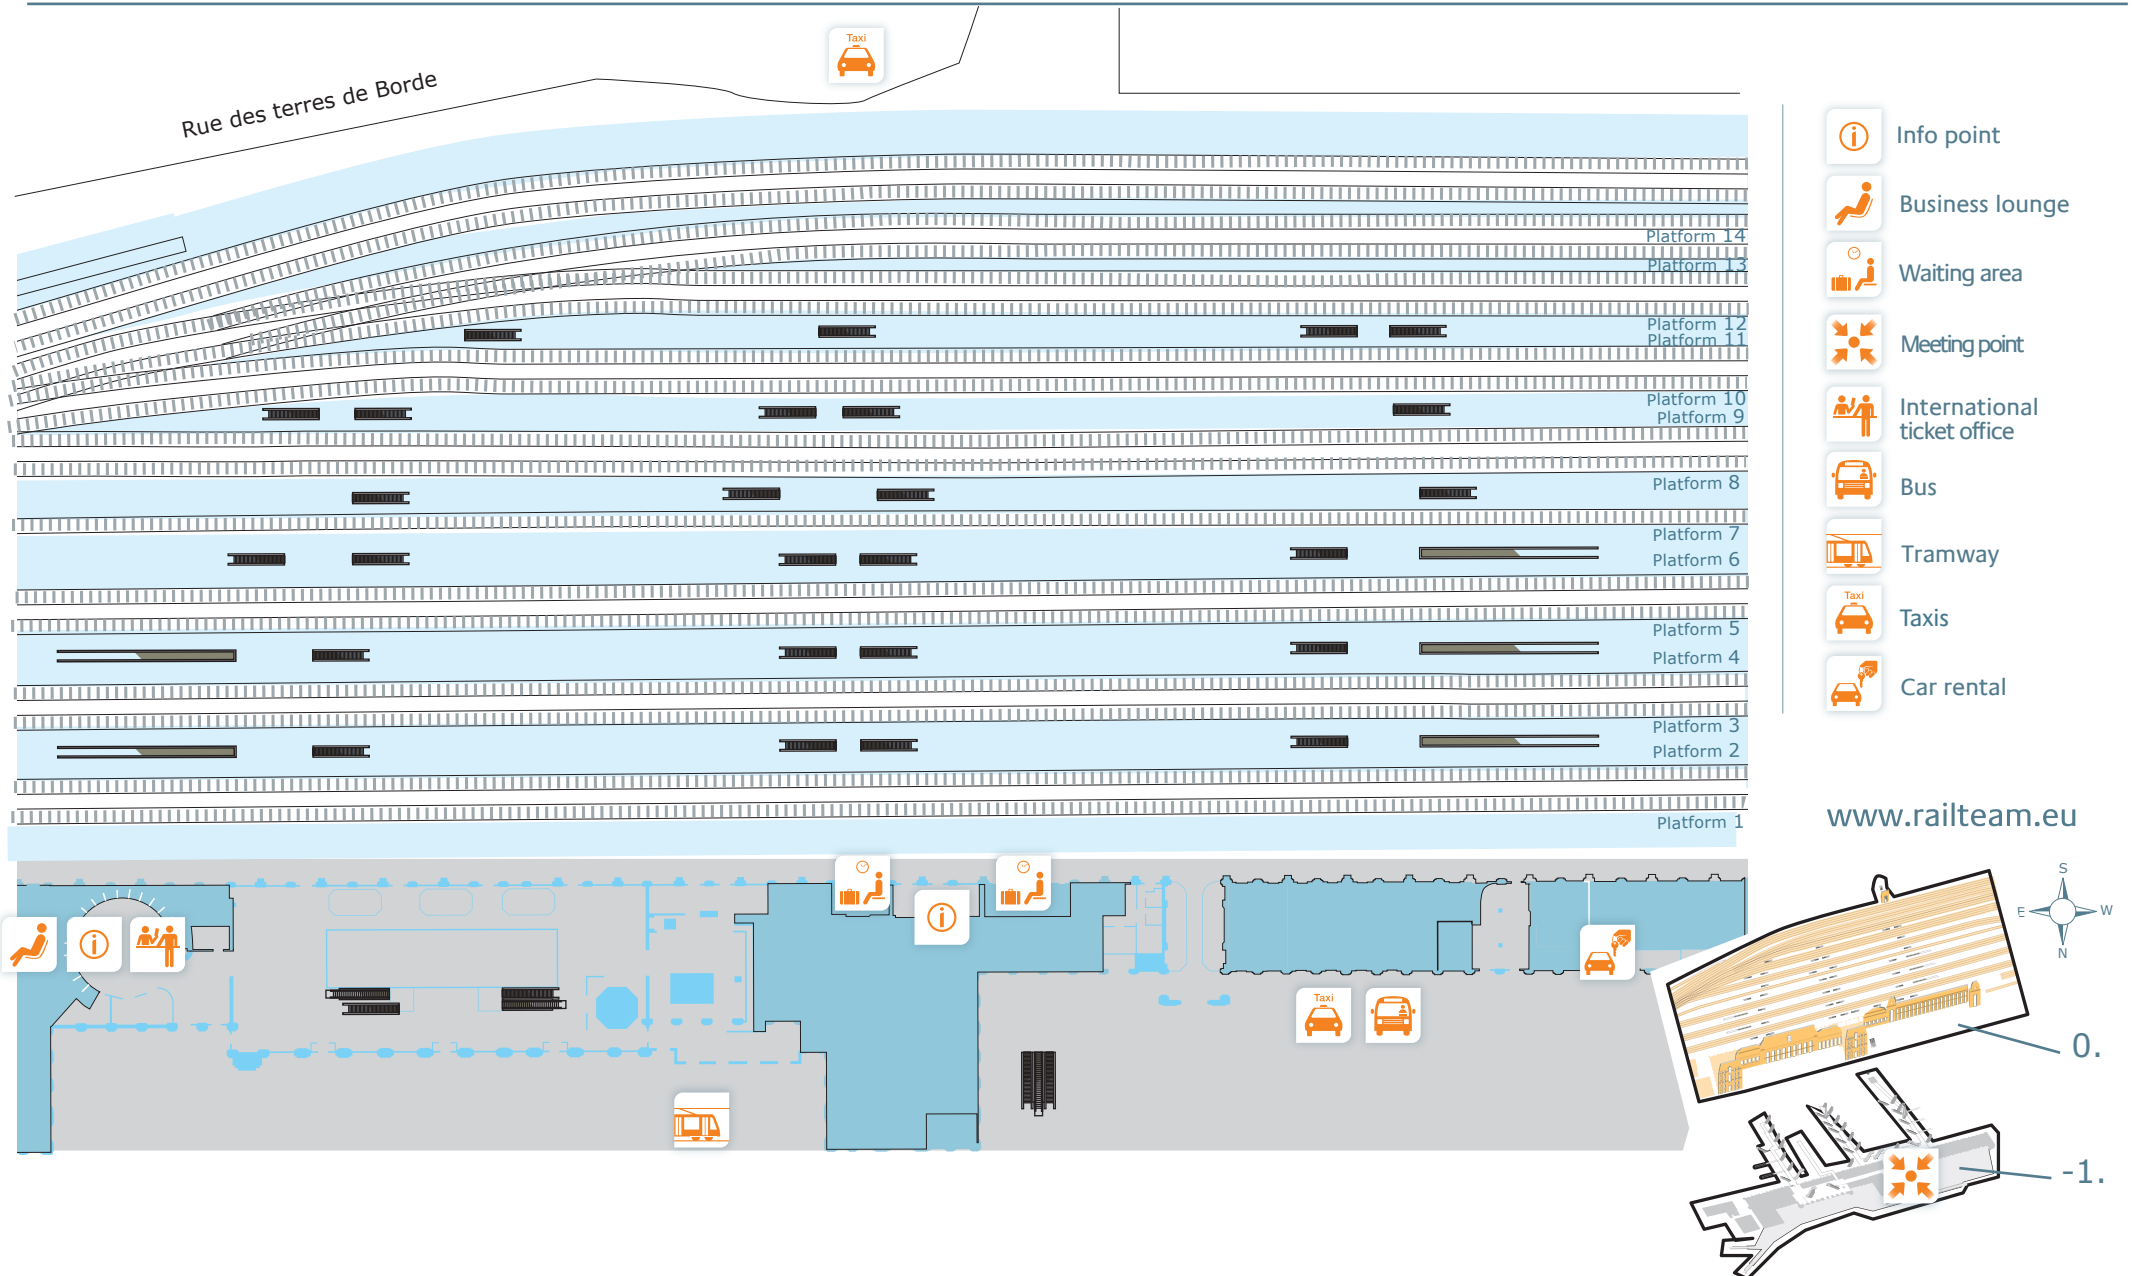 Taxi
Rue des terres de Borde
Platform 14
Platform 13
Platform 12
Platform 11
Platform 10
Platform 9
Platform 8
Platform 7
Platform 6
Platform 5
Platform 4
Platform 3
Platform 2
Platform 1
Taxi
Info point
Business lounge
Waiting area
Meeting point
International
ticket office
Bus
Tramway
Taxi
Taxis
Car rental
www.railteam.eu
S
E
W
N
0.
-1.